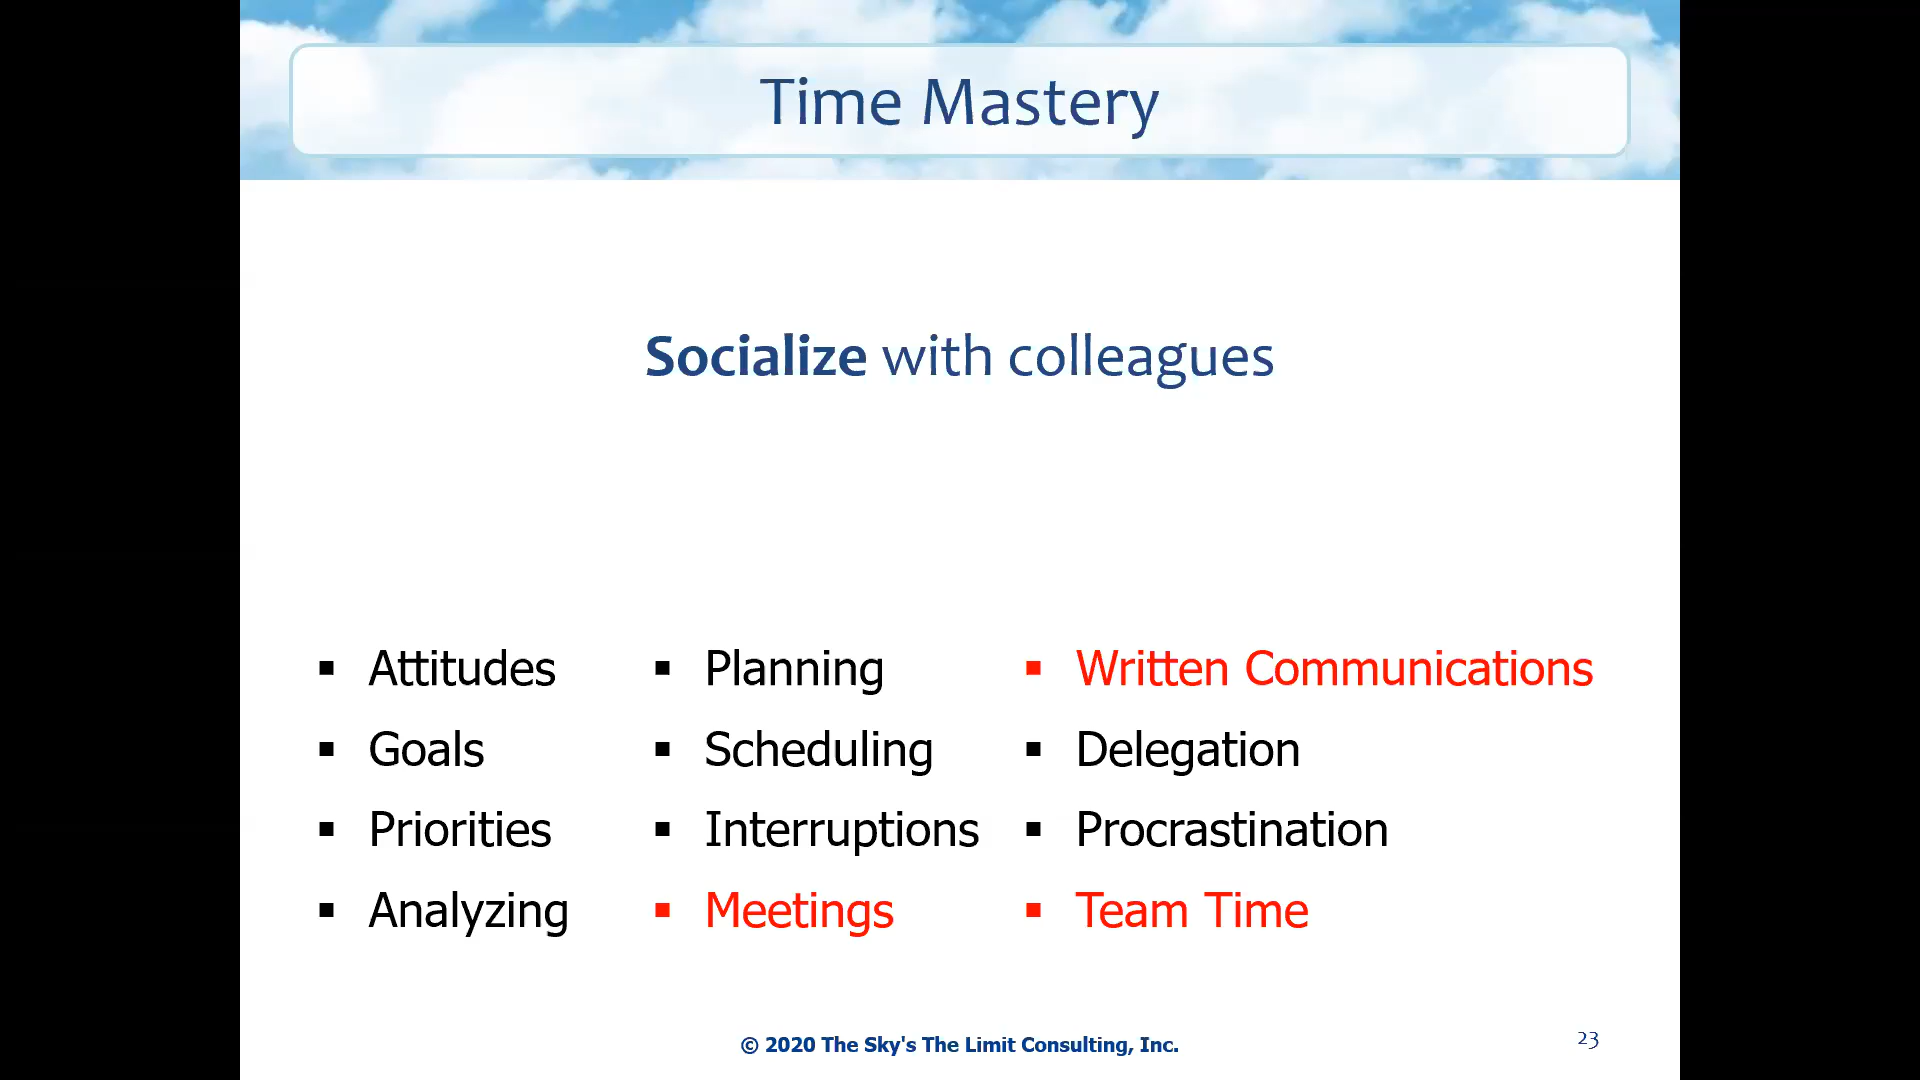 Time Mastery
Socialize with colleagues
▪ Attitudes
▪ Goals
▪ Priorities
▪ Analyzing
▪ Planning
▪ Scheduling
▪ Interruptions
▪ Meetings
▪ Written Communications
▪ Delegation
▪ Procrastination
▪ Team Time
© 2020 The Sky's The Limit Consulting, Inc.
23